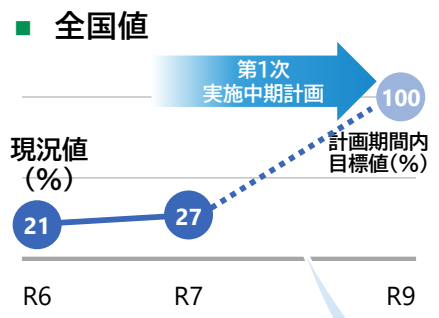 ■ 全国値
第1次
実施中期計画
100
現況値
（%）
計画期間内
目標値（%）
21
27
R6 R7 R9